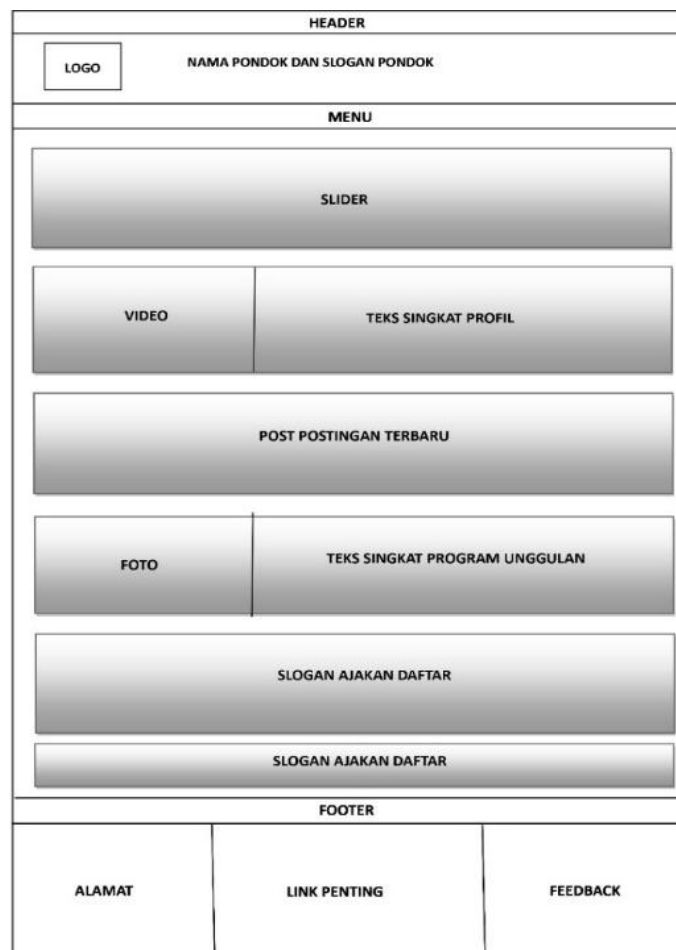 HEADER
LOGO
NAMA PONDOK DAN SLOGAN PONDOK
MENU
SLIDER
VIDEO
TEKS SINGKAT PROFIL
POST POSTINGAN TERBARU
FOTO
TEKS SINGKAT PROGRAM UNGGULAN
SLOGAN AJAKAN DAFTAR
SLOGAN AJAKAN DAFTAR
FOOTER
ALAMAT
LINK PENTING
FEEDBACK